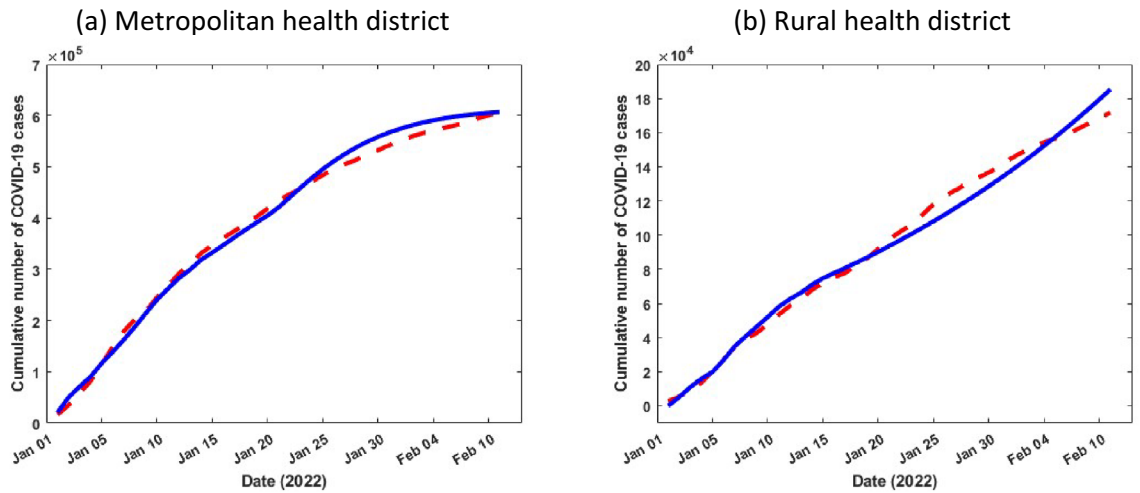 (a) Metropolitan health district
×10⁵
7
6
5
4
3
2
1
0
Cumulative number of COVID-19 cases
Jan 01
Jan 05
Jan 10
Jan 15
Jan 20
Jan 25
Jan 30
Feb 04
Feb 10
Date (2022)
(b) Rural health district
×10⁴
20
18
16
14
12
10
8
6
4
2
0
Cumulative number of COVID-19 cases
Jan 01
Jan 05
Jan 10
Jan 15
Jan 20
Jan 25
Jan 30
Feb 04
Feb 10
Date (2022)